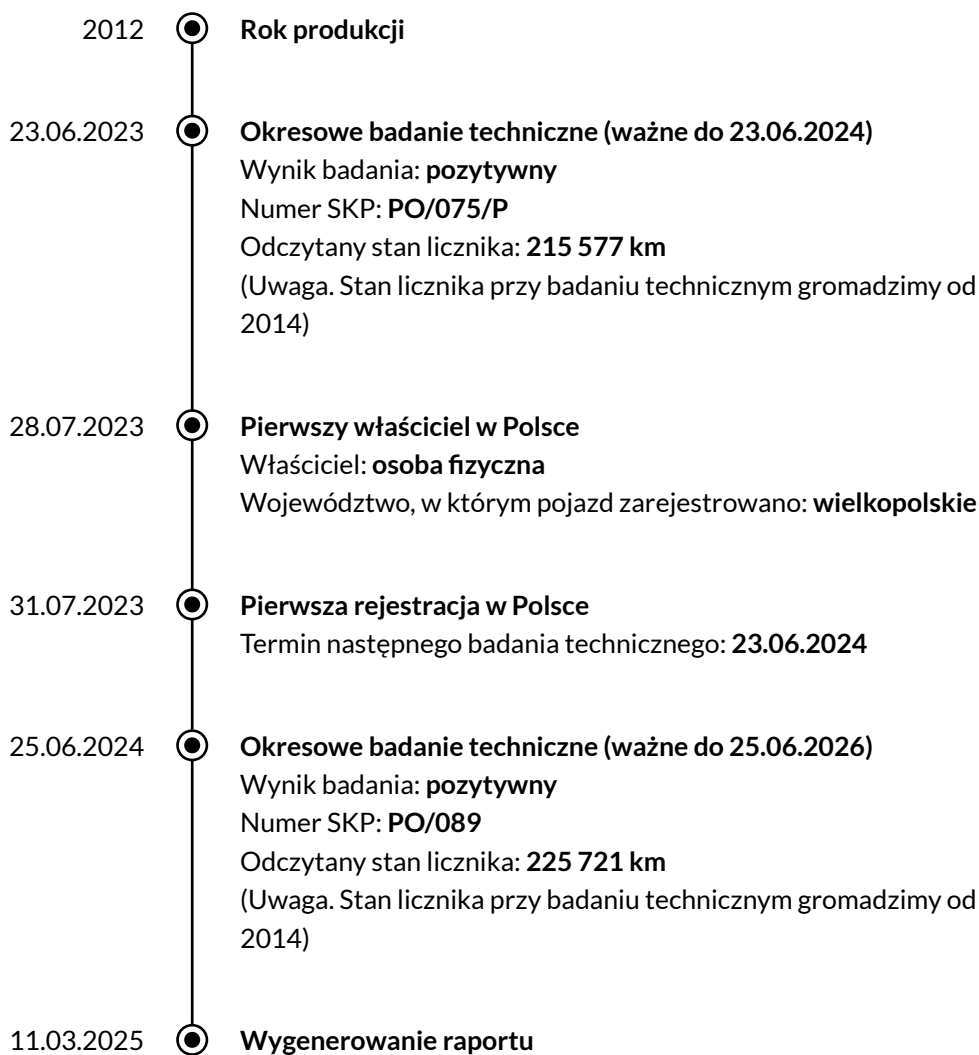 2012 Rok produkcji
23.06.2023 Okresowe badanie techniczne (ważne do 23.06.2024)
Wynik badania: pozytywny
Numer SKP: PO/075/P
Odczytany stan licznika: 215 577 km
(Uwaga. Stan licznika przy badaniu technicznym gromadzimy od
2014)
28.07.2023 Pierwszy właściciel w Polsce
Właściciel: osoba fizyczna
Województwo, w którym pojazd zarejestrowano: wielkopolskie
31.07.2023 Pierwsza rejestracja w Polsce
Termin następnego badania technicznego: 23.06.2024
25.06.2024 Okresowe badanie techniczne (ważne do 25.06.2026)
Wynik badania: pozytywny
Numer SKP: PO/089
Odczytany stan licznika: 225 721 km
(Uwaga. Stan licznika przy badaniu technicznym gromadzimy od
2014)
11.03.2025 Wygenerowanie raportu